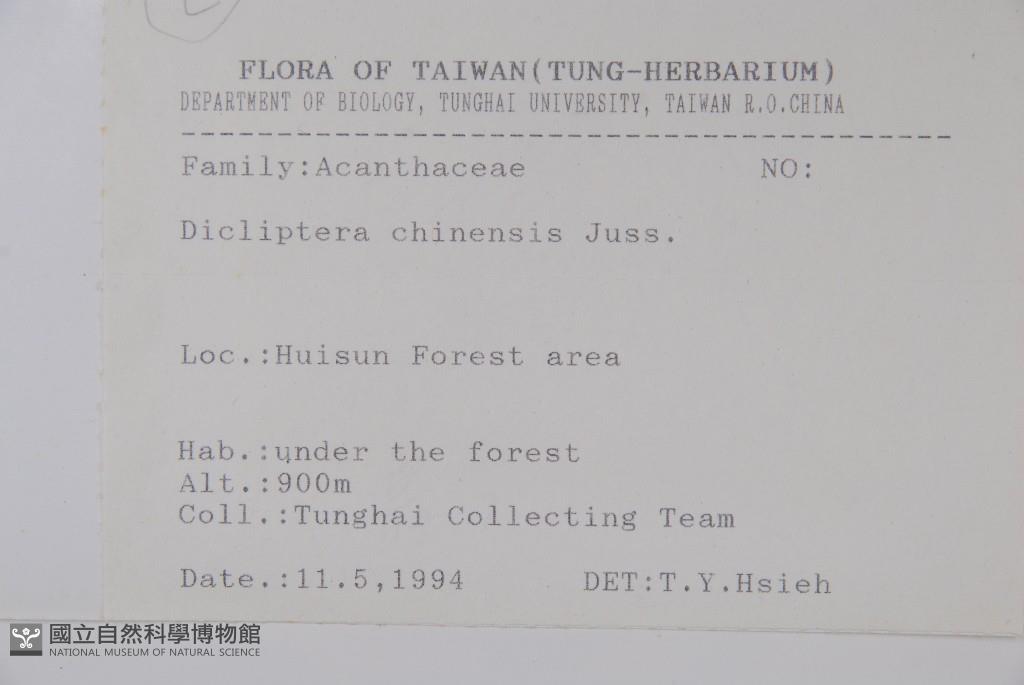 FLORA OF TAIWAN(TUNG-HERBARIUM)
DEPARTMENT OF BIOLOGY, TUNGHAI UNIVERSITY, TAIWAN R.O.CHINA
----------------------------------------
Family:Acanthaceae NO:
Dicliptera chinensis Juss.
Loc.:Huisun Forest area
Hab.:under the forest
Alt.:900m
Coll.:Tunghai Collecting Team
Date.:11.5,1994 DET:T.Y.Hsieh
國立自然科學博物館
NATIONAL MUSEUM OF NATURAL SCIENCE